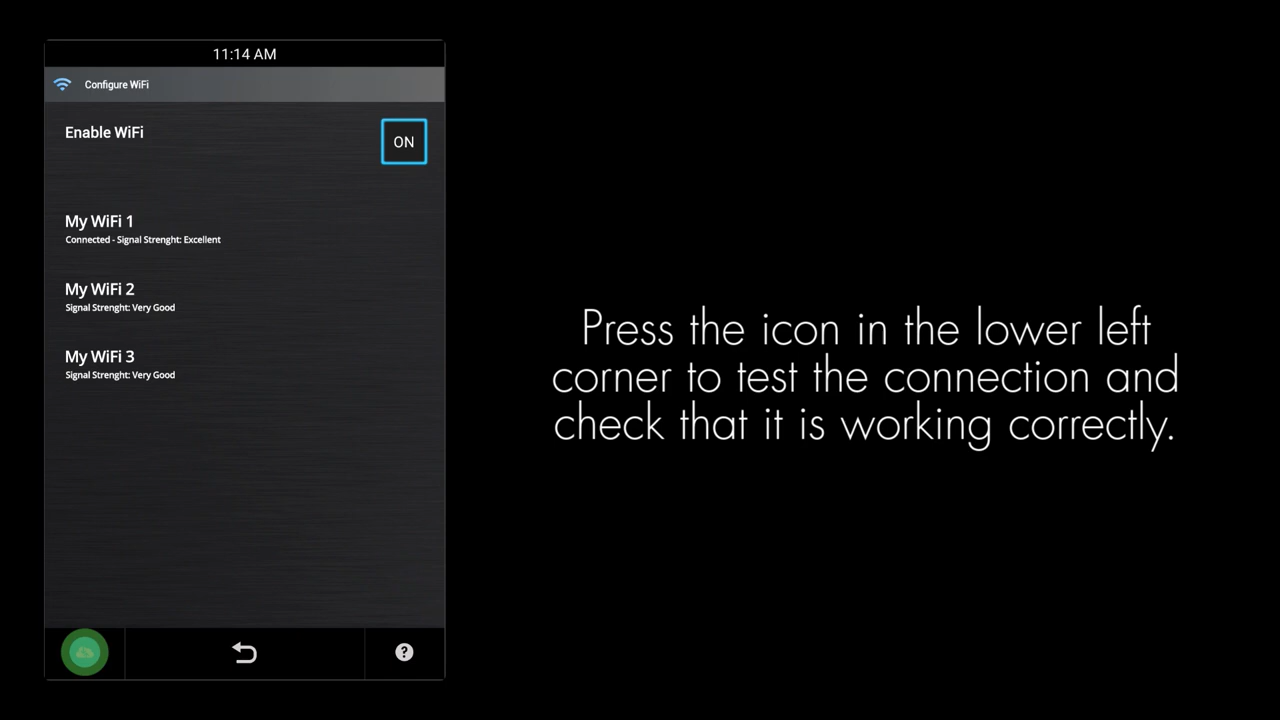 11:14 AM
Configure WiFi
Enable WiFi
ON
My WiFi 1
Connected - Signal Strenght: Excellent
My WiFi 2
Signal Strenght: Very Good
My WiFi 3
Signal Strenght: Very Good
?
Press the icon in the lower left
corner to test the connection and
check that it is working correctly.